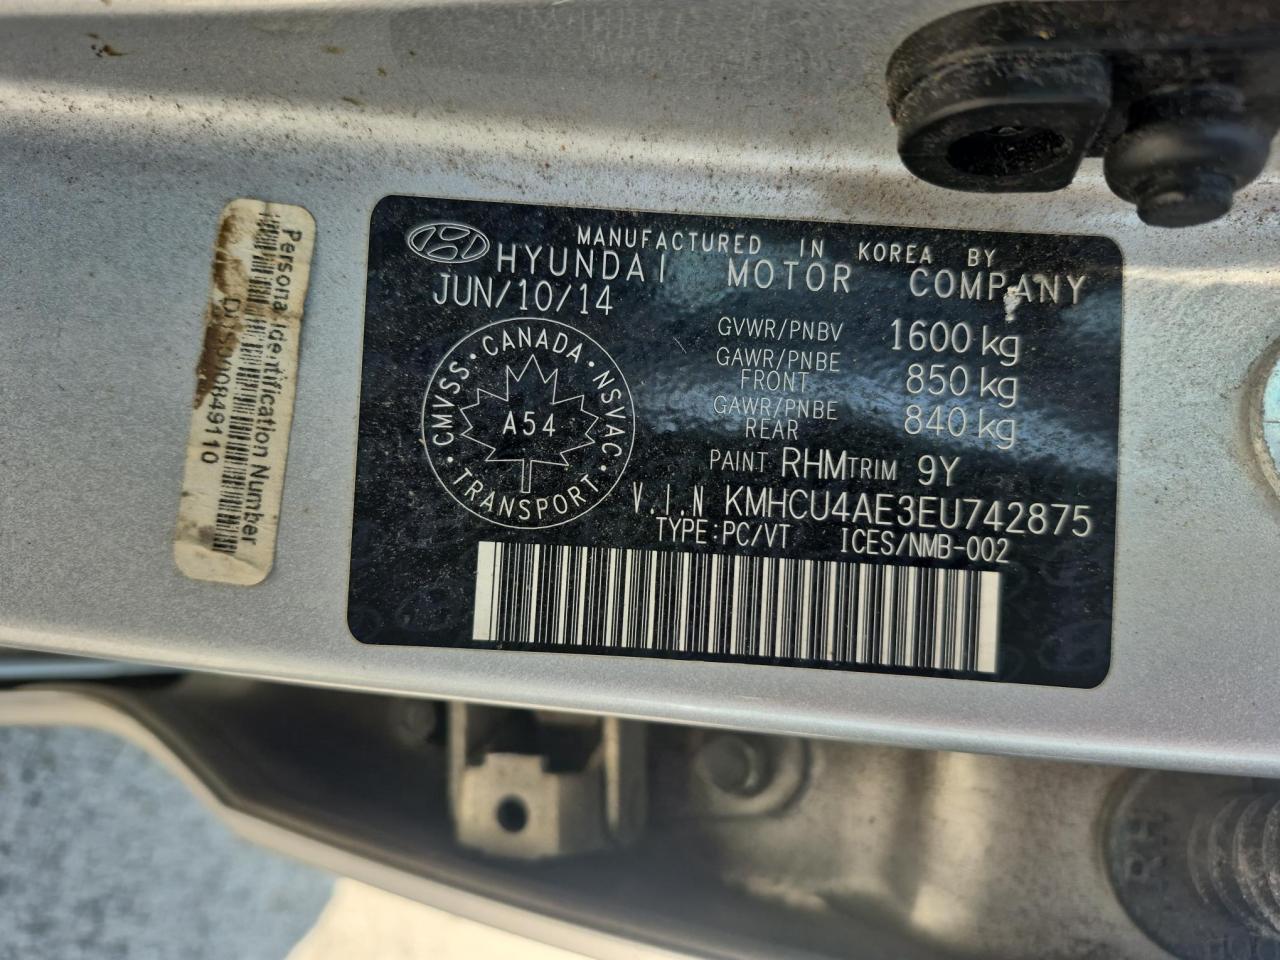 MANUFACTURED IN KOREA BY
HYUNDAI MOTOR COMPANY
JUN/10/14
GVWR/PNBV 1600 kg
GAWR/PNBE FRONT 850 kg
GAWR/PNBE REAR 840 kg
PAINT RHM TRIM 9Y
V.I.N KMHCU4AE3EU742875
TYPE:PC/VT ICES/NMB-002
CMVSS · CANADA · NSVAC · TRANSPORT ·
A54
Personal Identification Number
RH